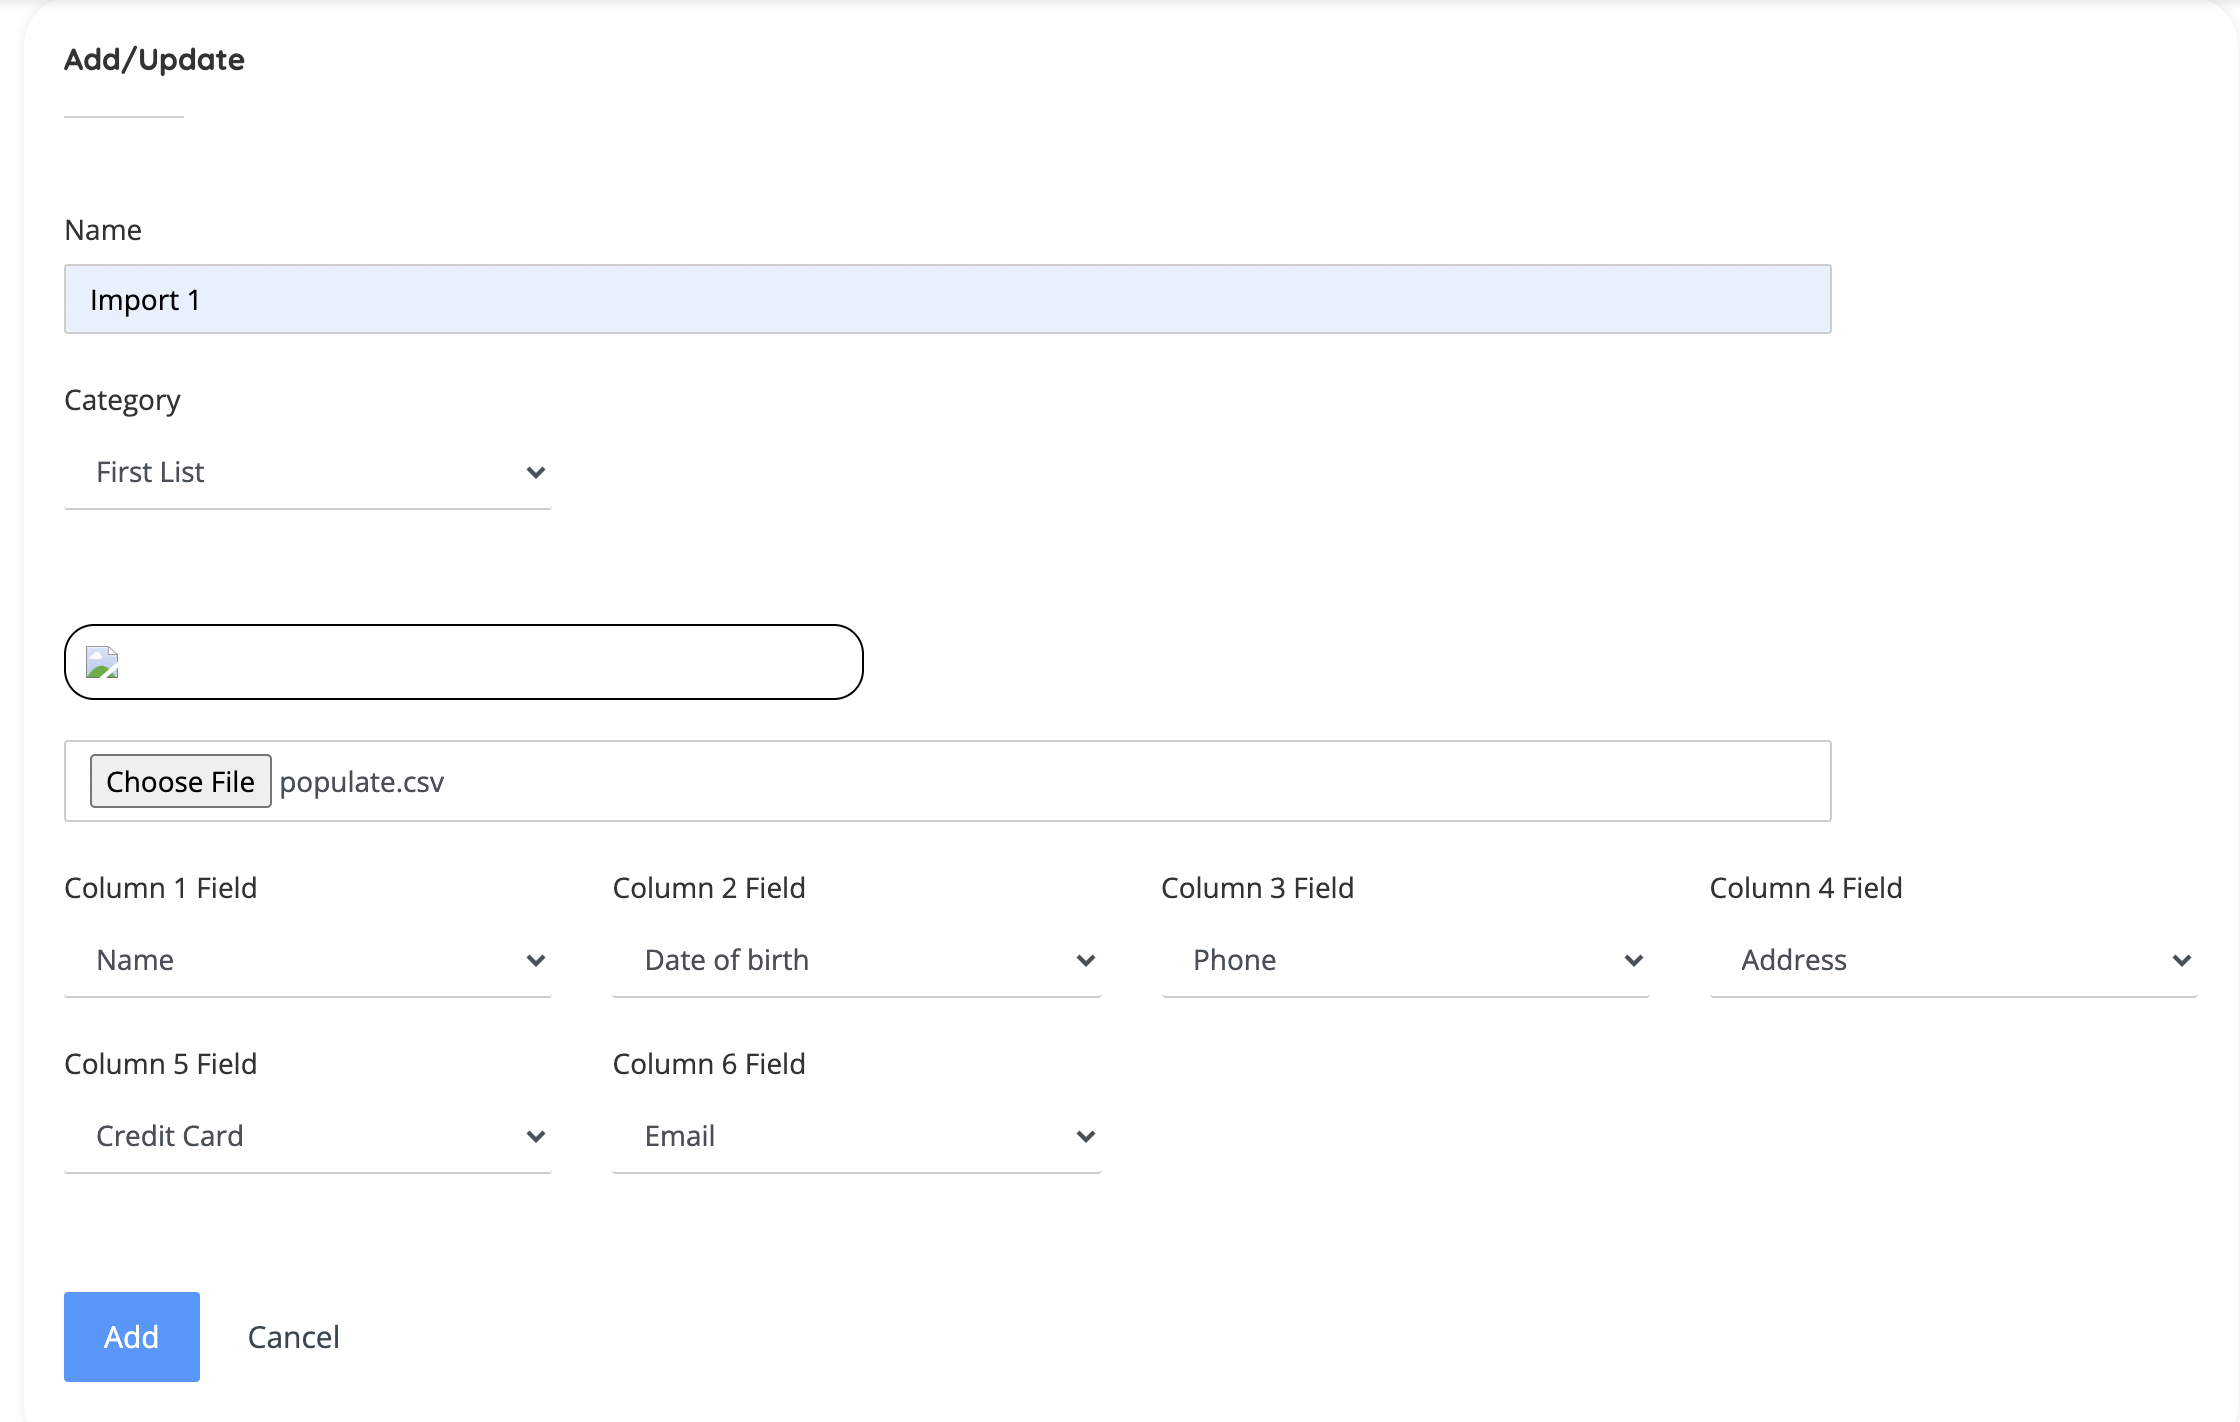 Add/Update
Name
Import 1
Category
First List
Choose File populate.csv
Column 1 Field
Column 2 Field
Column 3 Field
Column 4 Field
Name
Date of birth
Phone
Address
Column 5 Field
Column 6 Field
Credit Card
Email
Add
Cancel